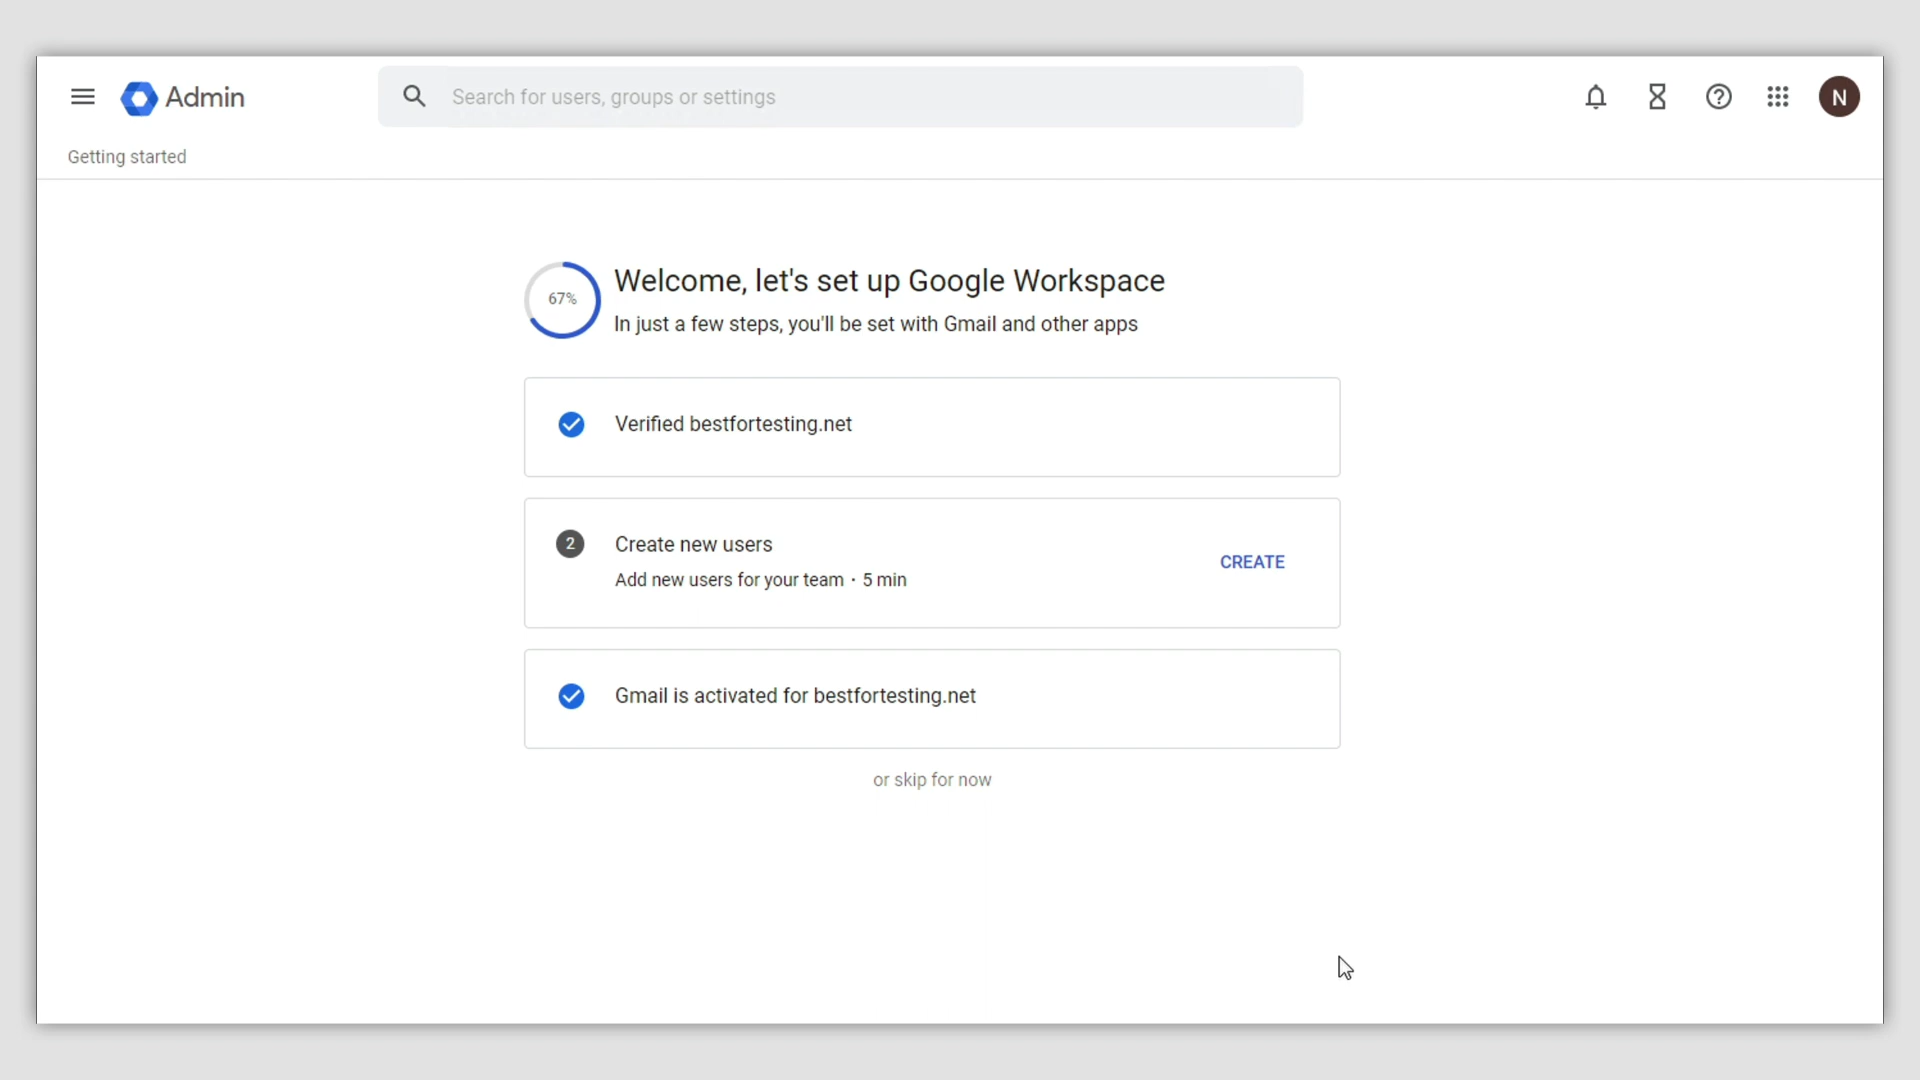 Admin
Search for users, groups or settings
N
Getting started
67%
Welcome, let's set up Google Workspace
In just a few steps, you'll be set with Gmail and other apps
Verified bestfortesting.net
2
Create new users
Add new users for your team · 5 min
CREATE
Gmail is activated for bestfortesting.net
or skip for now